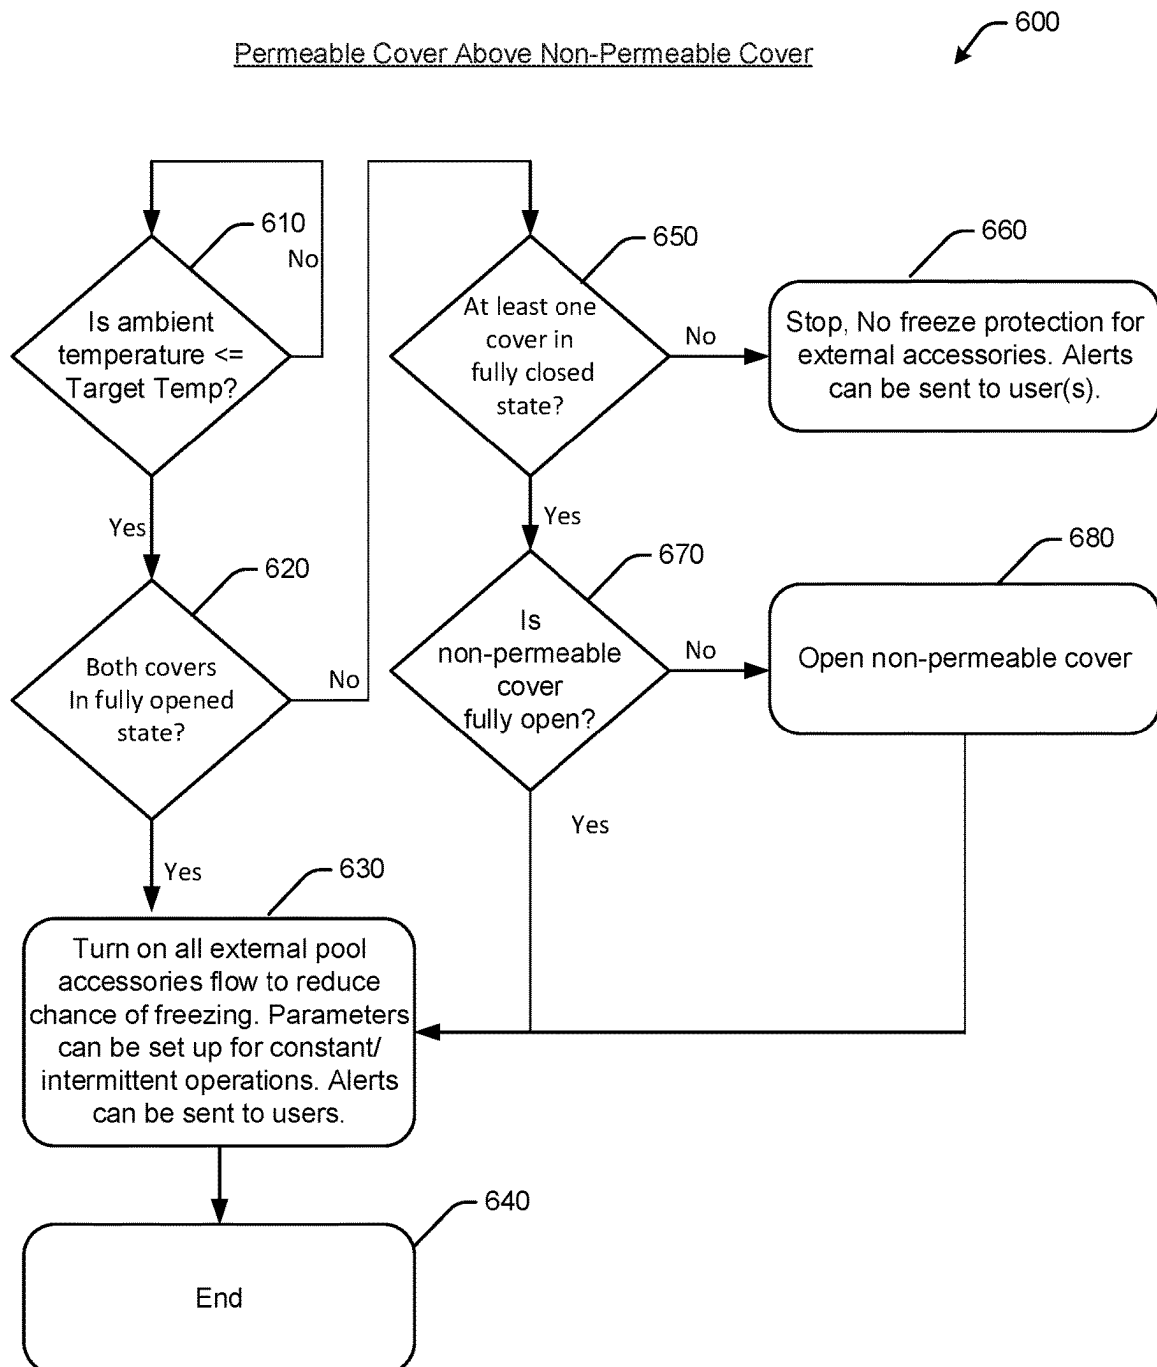 Permeable Cover Above Non-Permeable Cover
600
610
No
Is ambient
temperature <=
Target Temp?
Yes
620
Both covers
In fully opened
state?
No
Yes
630
Turn on all external pool
accessories flow to reduce
chance of freezing. Parameters
can be set up for constant/
intermittent operations. Alerts
can be sent to users.
640
End
650
At least one
cover in
fully closed
state?
No
660
Stop, No freeze protection for
external accessories. Alerts
can be sent to user(s).
Yes
670
Is
non-permeable
cover
fully open?
No
680
Open non-permeable cover
Yes